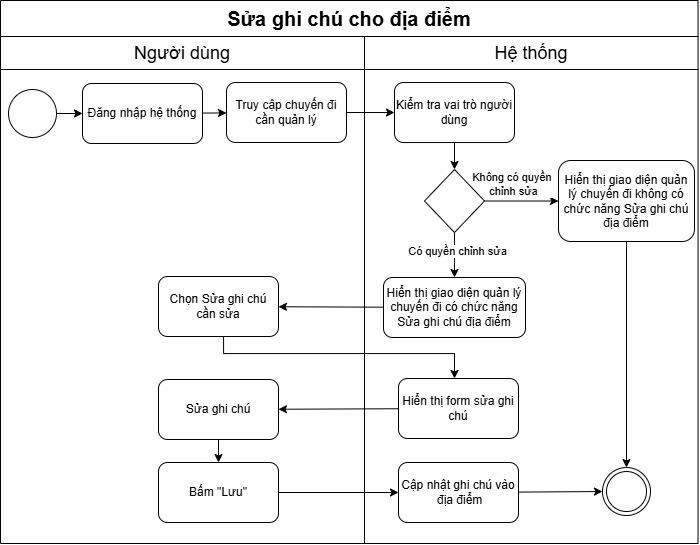 Sửa ghi chú cho địa điểm
Người dùng
Hệ thống
Đăng nhập hệ thống
Truy cập chuyến đi
cần quản lý
Kiểm tra vai trò người
dùng
Không có quyền
chỉnh sửa
Hiển thị giao diện quản
lý chuyến đi không có
chức năng Sửa ghi chú
địa điểm
Có quyền chỉnh sửa
Chọn Sửa ghi chú
cần sửa
Hiển thị giao diện quản lý
chuyến đi có chức năng
Sửa ghi chú địa điểm
Sửa ghi chú
Hiển thị form sửa ghi
chú
Bấm "Lưu"
Cập nhật ghi chú vào
địa điểm